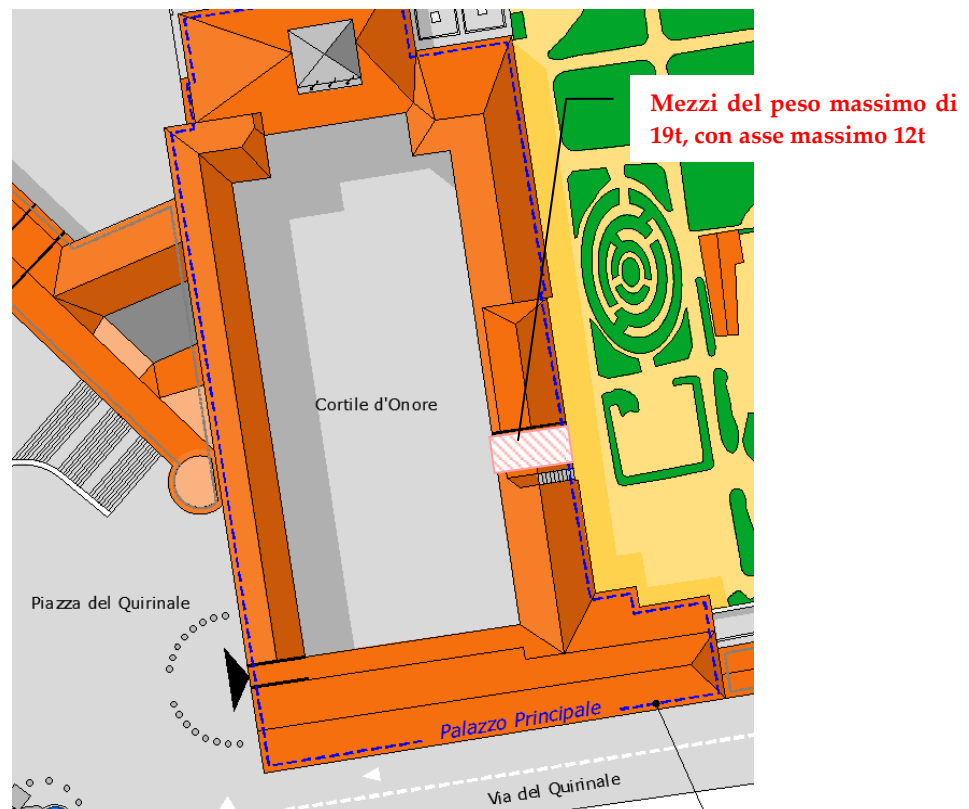 Mezzi del peso massimo di
19t, con asse massimo 12t
Cortile d'Onore
Piazza del Quirinale
Palazzo Principale
Via del Quirinale